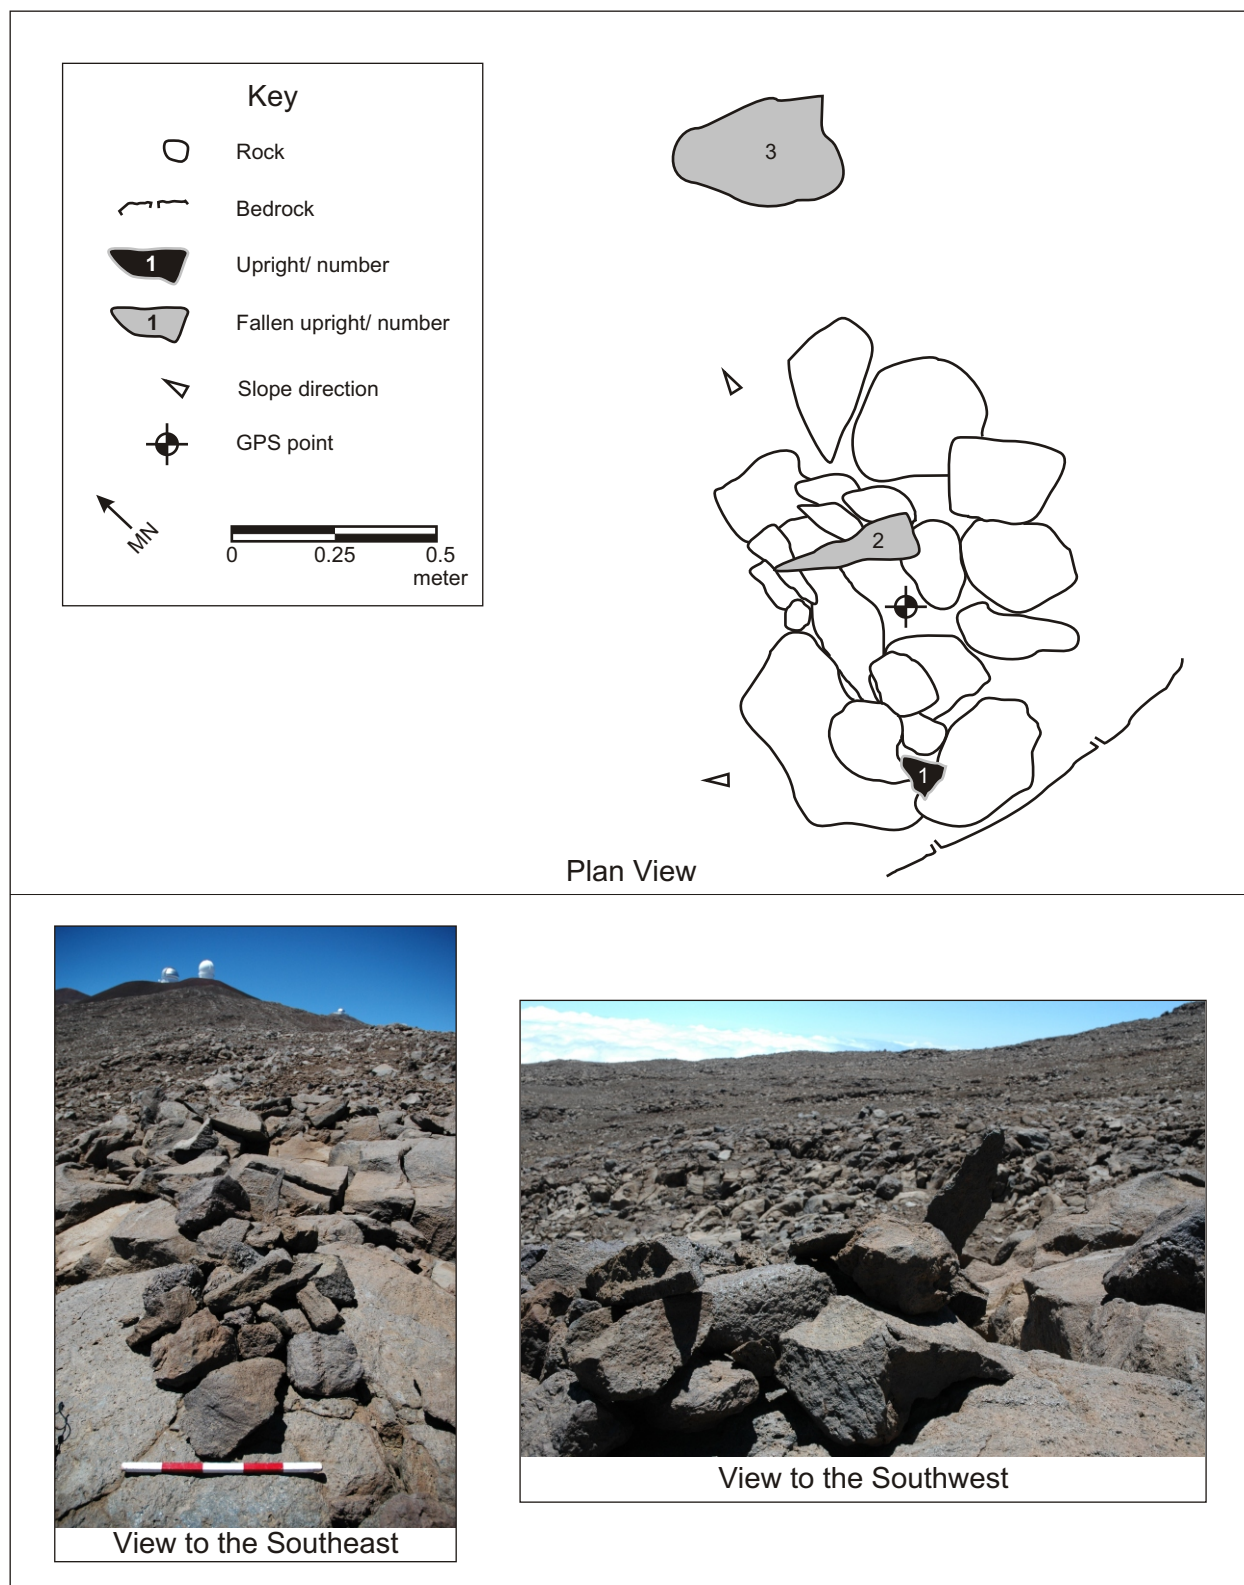 Key
Rock
Bedrock
1 Upright/ number
1 Fallen upright/ number
Slope direction
GPS point
MN
0 0.25 0.5
meter
3
2
1
Plan View
View to the Southeast
View to the Southwest